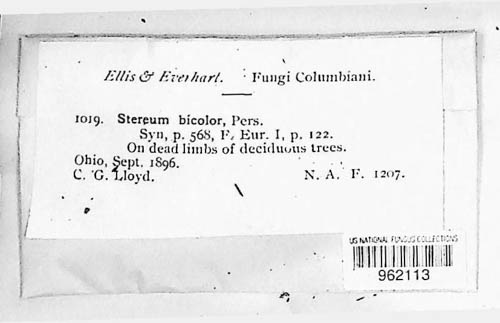 Ellis & Everhart. Fungi Columbiani.
1019. Stereum bicolor, Pers.
Syn, p. 568, F. Eur. I, p. 122.
On dead limbs of deciduous trees.
Ohio, Sept. 1896.
C. G. Lloyd. N. A. F. 1207.
US NATIONAL FUNGUS COLLECTIONS
962113